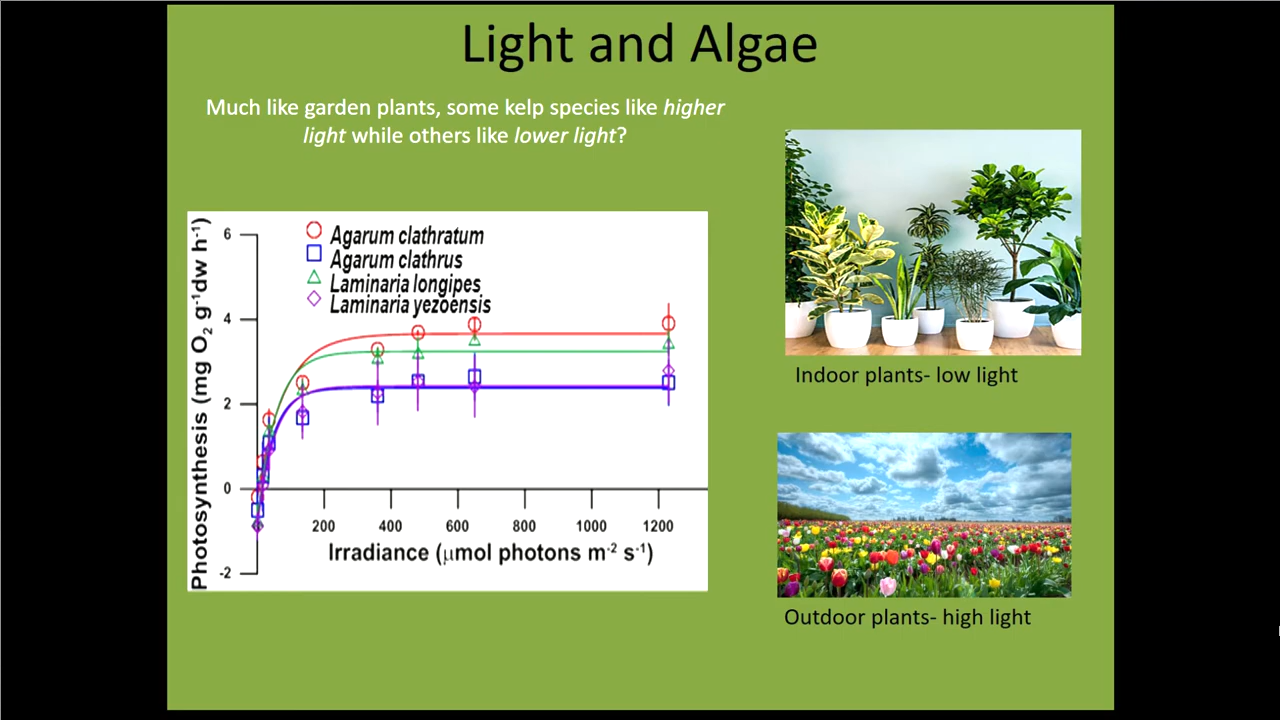 Light and Algae
Much like garden plants, some kelp species like higher
light while others like lower light?
Photosynthesis (mg O2 g-1dw h-1)
6
4
2
0
-2
Agarum clathratum
Agarum clathrus
Laminaria longipes
Laminaria yezoensis
200 400 600 800 1000 1200
Irradiance (μmol photons m-2 s-1)
Indoor plants- low light
Outdoor plants- high light